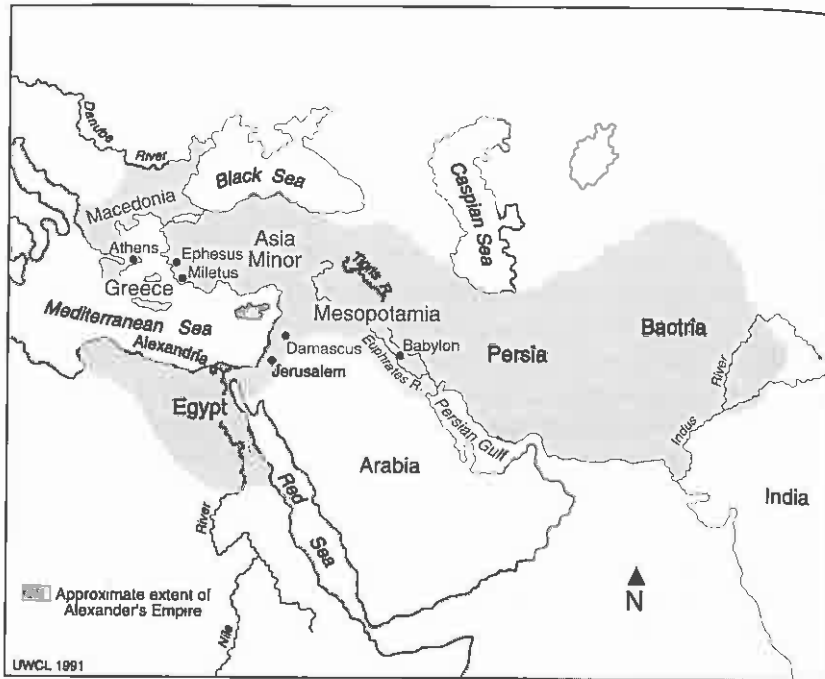 Danube
River
Black Sea
Caspian Sea
Macedonia
Athens
Ephesus
Miletus
Asia
Minor
Greece
Tigris R.
Mesopotamia
Mediterranean Sea
Alexandria
Damascus
Jerusalem
Babylon
Euphrates R.
Persia
Baotria
River
Indus
Egypt
Persian Gulf
Arabia
India
Red
Sea
River
Nile
N
Approximate extent of
Alexander's Empire
UWCL 1991